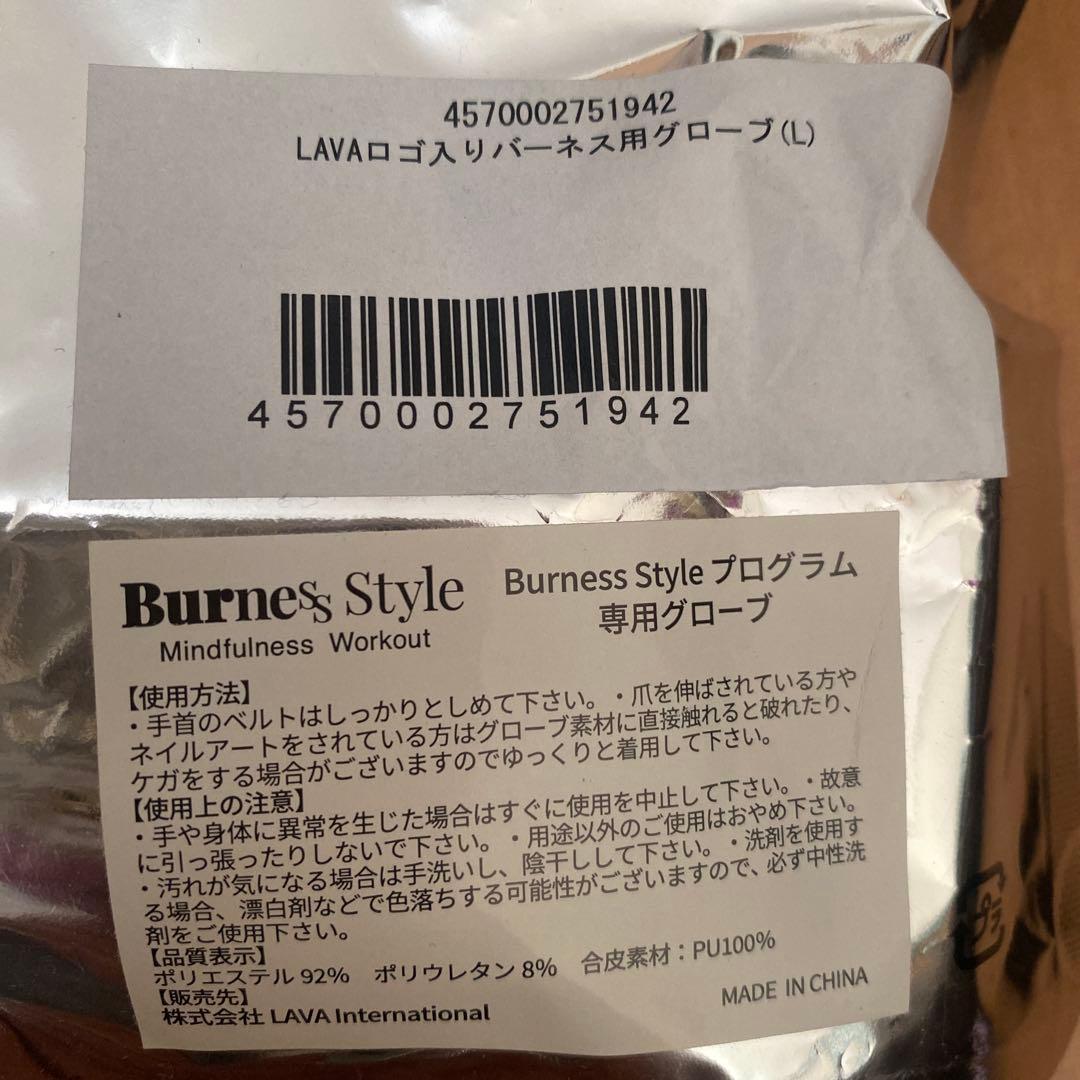 4570002751942
LAVAロゴ入りバーネス用グローブ(L)
4570002751942
Burness Style
Mindfulness Workout
Burness Style プログラム
専用グローブ
【使用方法】
・手首のベルトはしっかりとしめて下さい。・爪を伸ばされている方や
ネイルアートをされている方はグローブ素材に直接触れると破れたり、
ケガをする場合がございますのでゆっくりと着用して下さい。
【使用上の注意】
・手や身体に異常を生じた場合はすぐに使用を中止して下さい。・故意
に引っ張ったりしないで下さい。・用途以外のご使用はおやめ下さい。
・汚れが気になる場合は手洗いし、陰干しして下さい。・洗剤を使用す
る場合、漂白剤などで色落ちする可能性がございますので、必ず中性洗
剤をご使用下さい。
【品質表示】
ポリエステル 92% ポリウレタン 8% 合皮素材：PU100%
【販売先】
株式会社 LAVA International
MADE IN CHINA
プラ